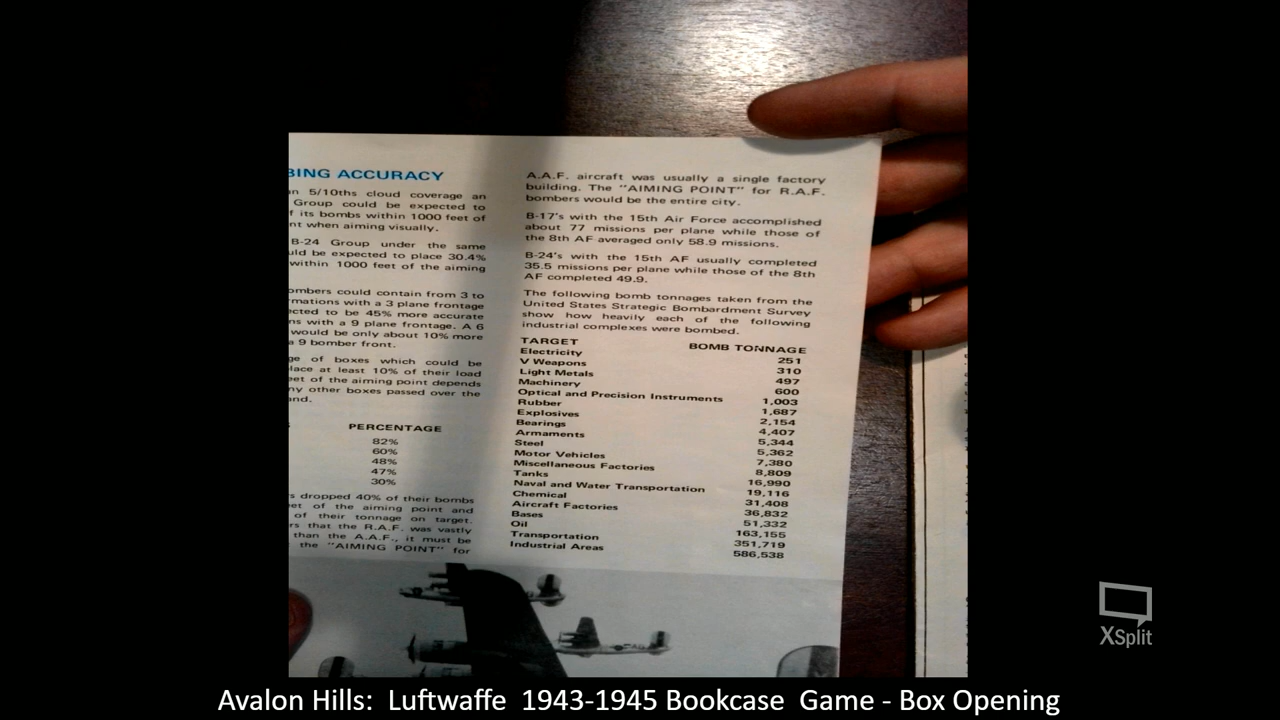 BING ACCURACY
n 5/10ths cloud coverage an
Group could be expected to
f its bombs within 1000 feet of
nt when aiming visually.
B-24 Group under the same
uld be expected to place 30.4%
within 1000 feet of the aiming
ombers could contain from 3 to
rmations with a 3 plane frontage
ected to be 45% more accurate
ns with a 9 plane frontage. A 6
would be only about 10% more
a 9 bomber front.
ge of boxes which could be
lace at least 10% of their load
eet of the aiming point depends
ny other boxes passed over the
and.
PERCENTAGE
82%
60%
48%
47%
30%
s dropped 40% of their bombs
et of the aiming point and
of their tonnage on target.
rs that the R.A.F. was vastly
than the A.A.F., it must be
the "AIMING POINT" for
A.A.F. aircraft was usually a single factory
building. The "AIMING POINT" for R.A.F.
bombers would be the entire city.
B-17's with the 15th Air Force accomplished
about 77 missions per plane while those of
the 8th AF averaged only 58.9 missions.
B-24's with the 15th AF usually completed
35.5 missions per plane while those of the 8th
AF completed 49.9.
The following bomb tonnages taken from the
United States Strategic Bombardment Survey
show how heavily each of the following
industrial complexes were bombed.
TARGET BOMB TONNAGE
Electricity 251
V Weapons 310
Light Metals 497
Machinery 600
Optical and Precision Instruments 1,003
Rubber 1,687
Explosives 2,154
Bearings 4,407
Armaments 5,344
Steel 5,362
Motor Vehicles 7,380
Miscellaneous Factories 8,809
Tanks 16,990
Naval and Water Transportation 19,116
Chemical 31,408
Aircraft Factories 36,832
Bases 51,332
Oil 163,155
Transportation 351,719
Industrial Areas 586,538
XSplit
Avalon Hills: Luftwaffe 1943-1945 Bookcase Game - Box Opening